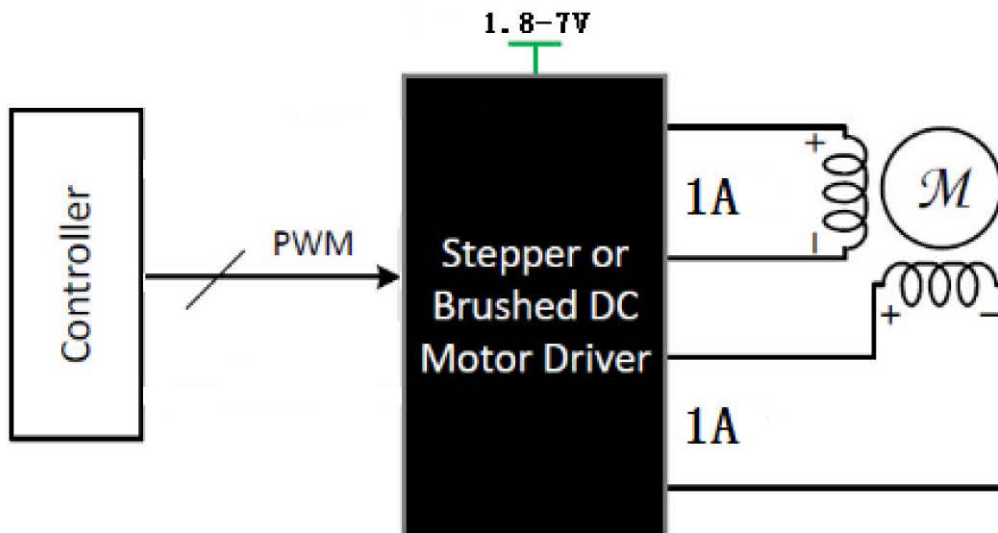 1.8-7V
Controller
PWM
Stepper or
Brushed DC
Motor Driver
1A
+
-
M
+ -
1A